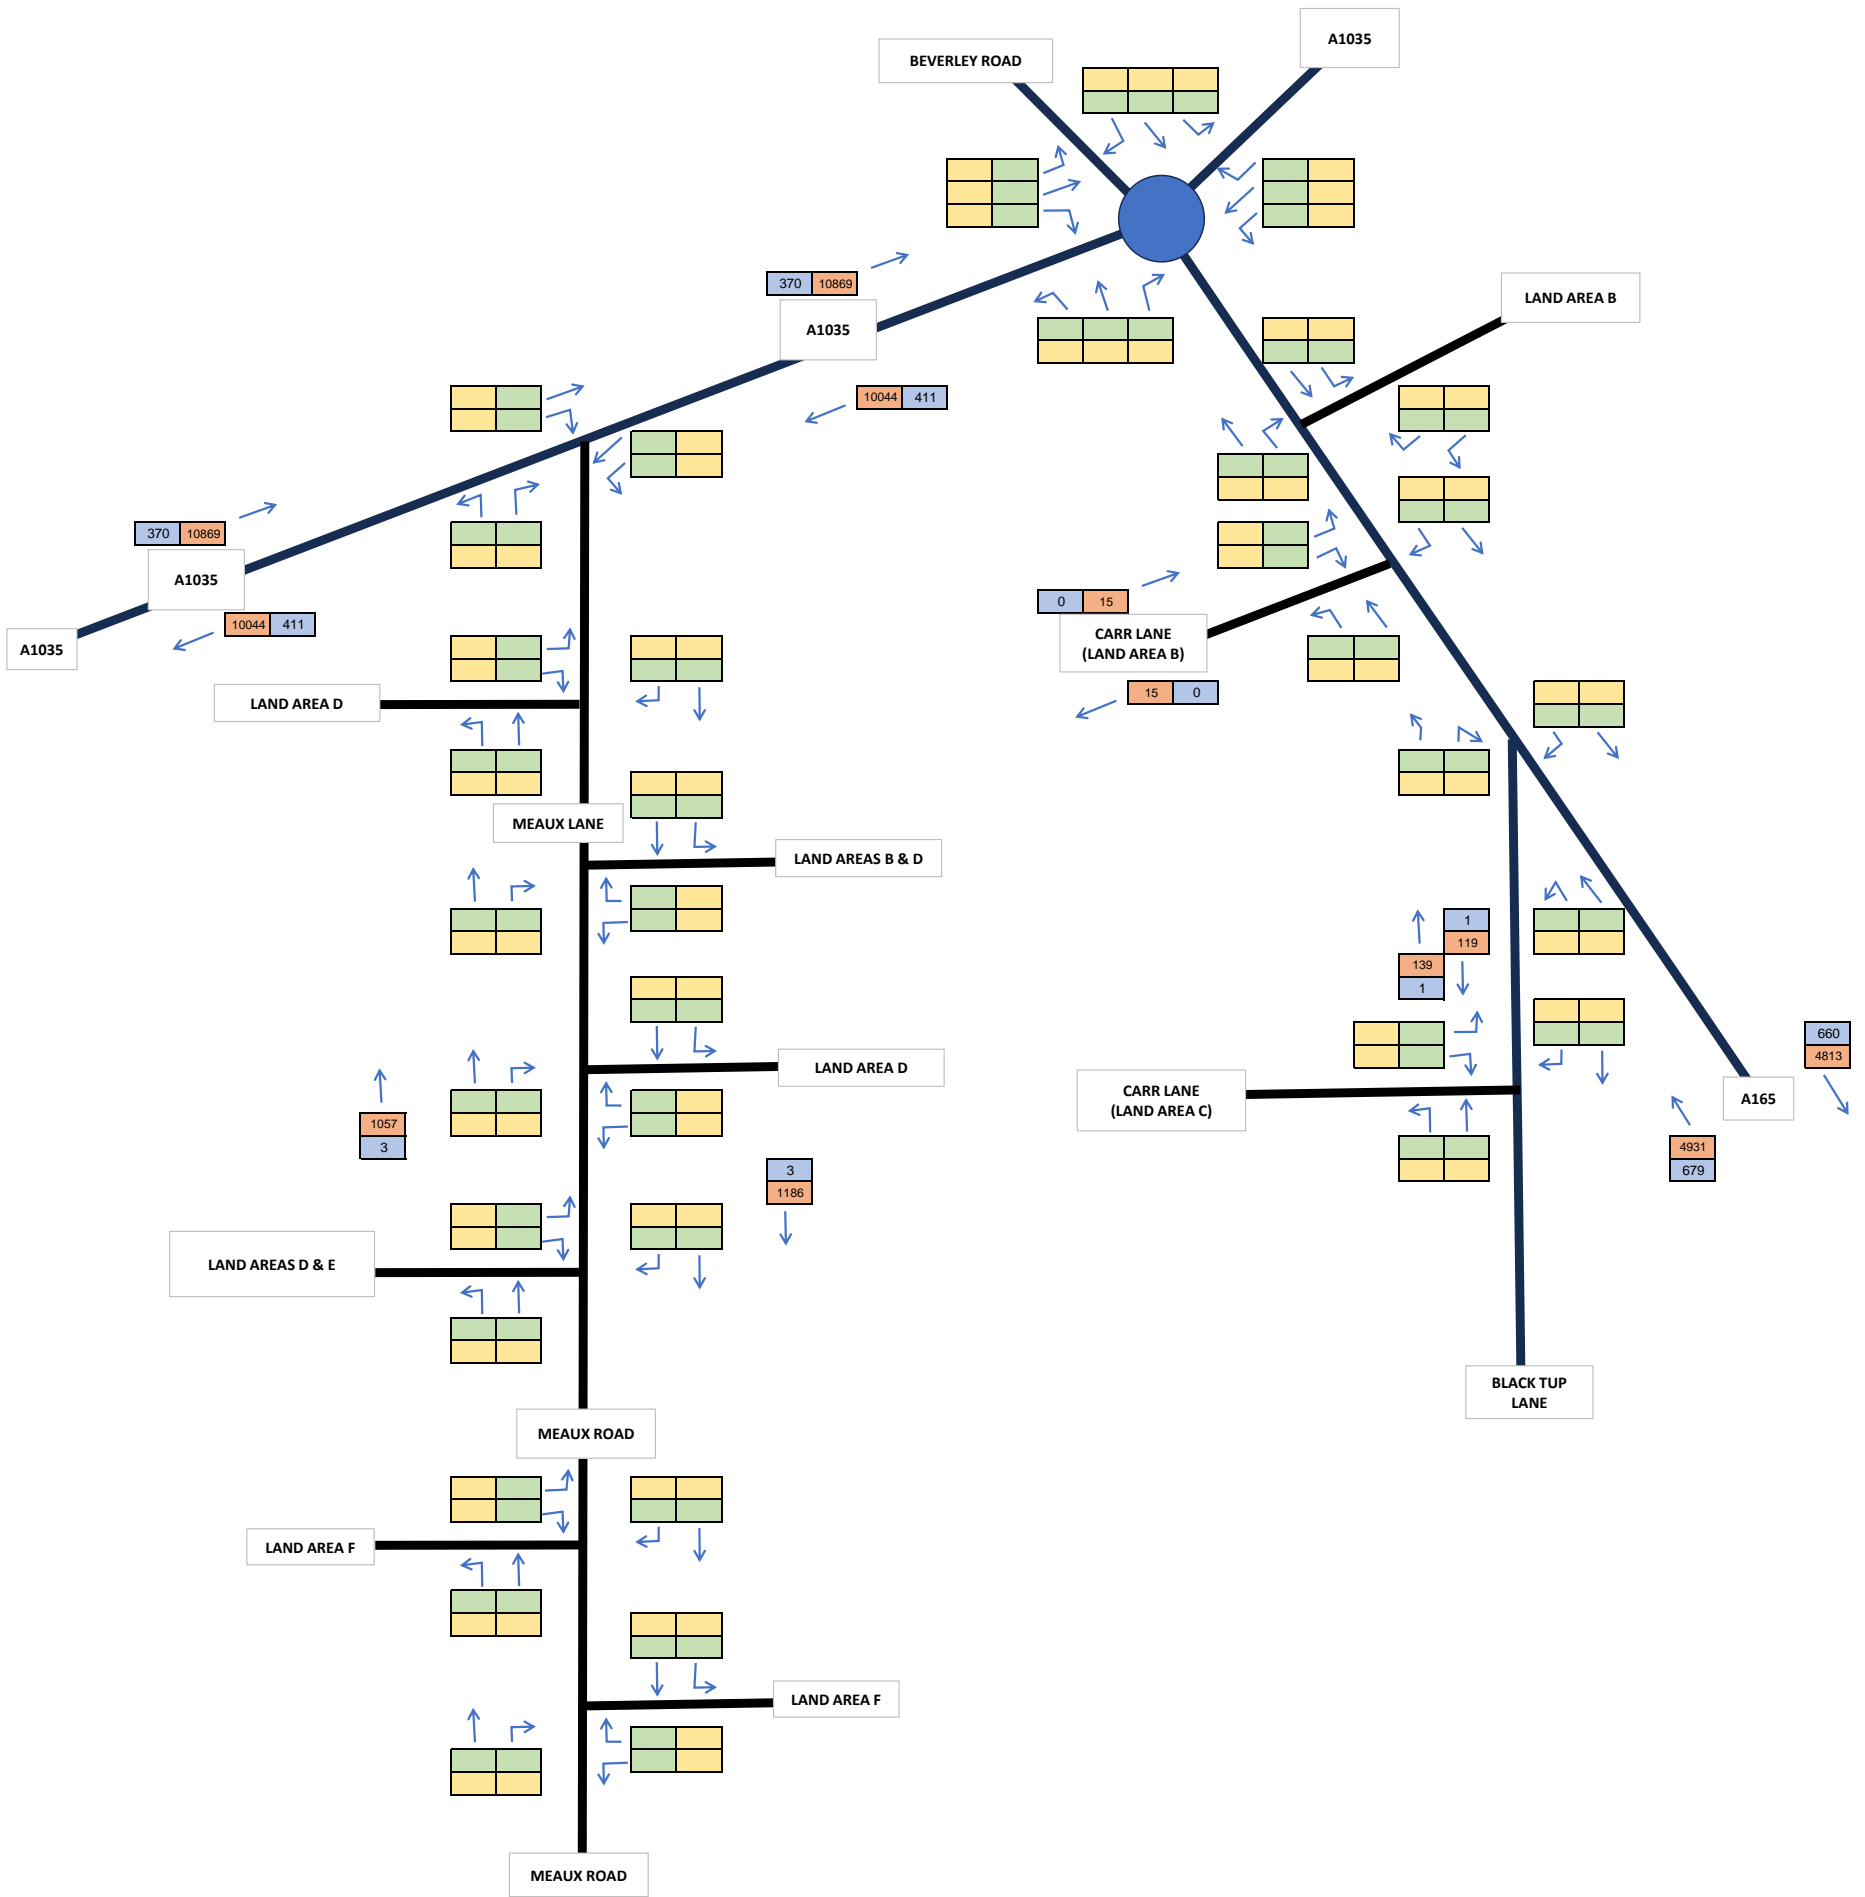 A1035
BEVERLEY ROAD
370 10869
LAND AREA B
A1035
10044 411
370 10869
A1035
10044 411
A1035
0 15
CARR LANE
(LAND AREA B)
15 0
LAND AREA D
MEAUX LANE
LAND AREAS B & D
1
119
139
1
660
4813
LAND AREA D
CARR LANE
(LAND AREA C)
A165
1057
3
4931
679
3
1186
LAND AREAS D & E
BLACK TUP
LANE
MEAUX ROAD
LAND AREA F
LAND AREA F
MEAUX ROAD